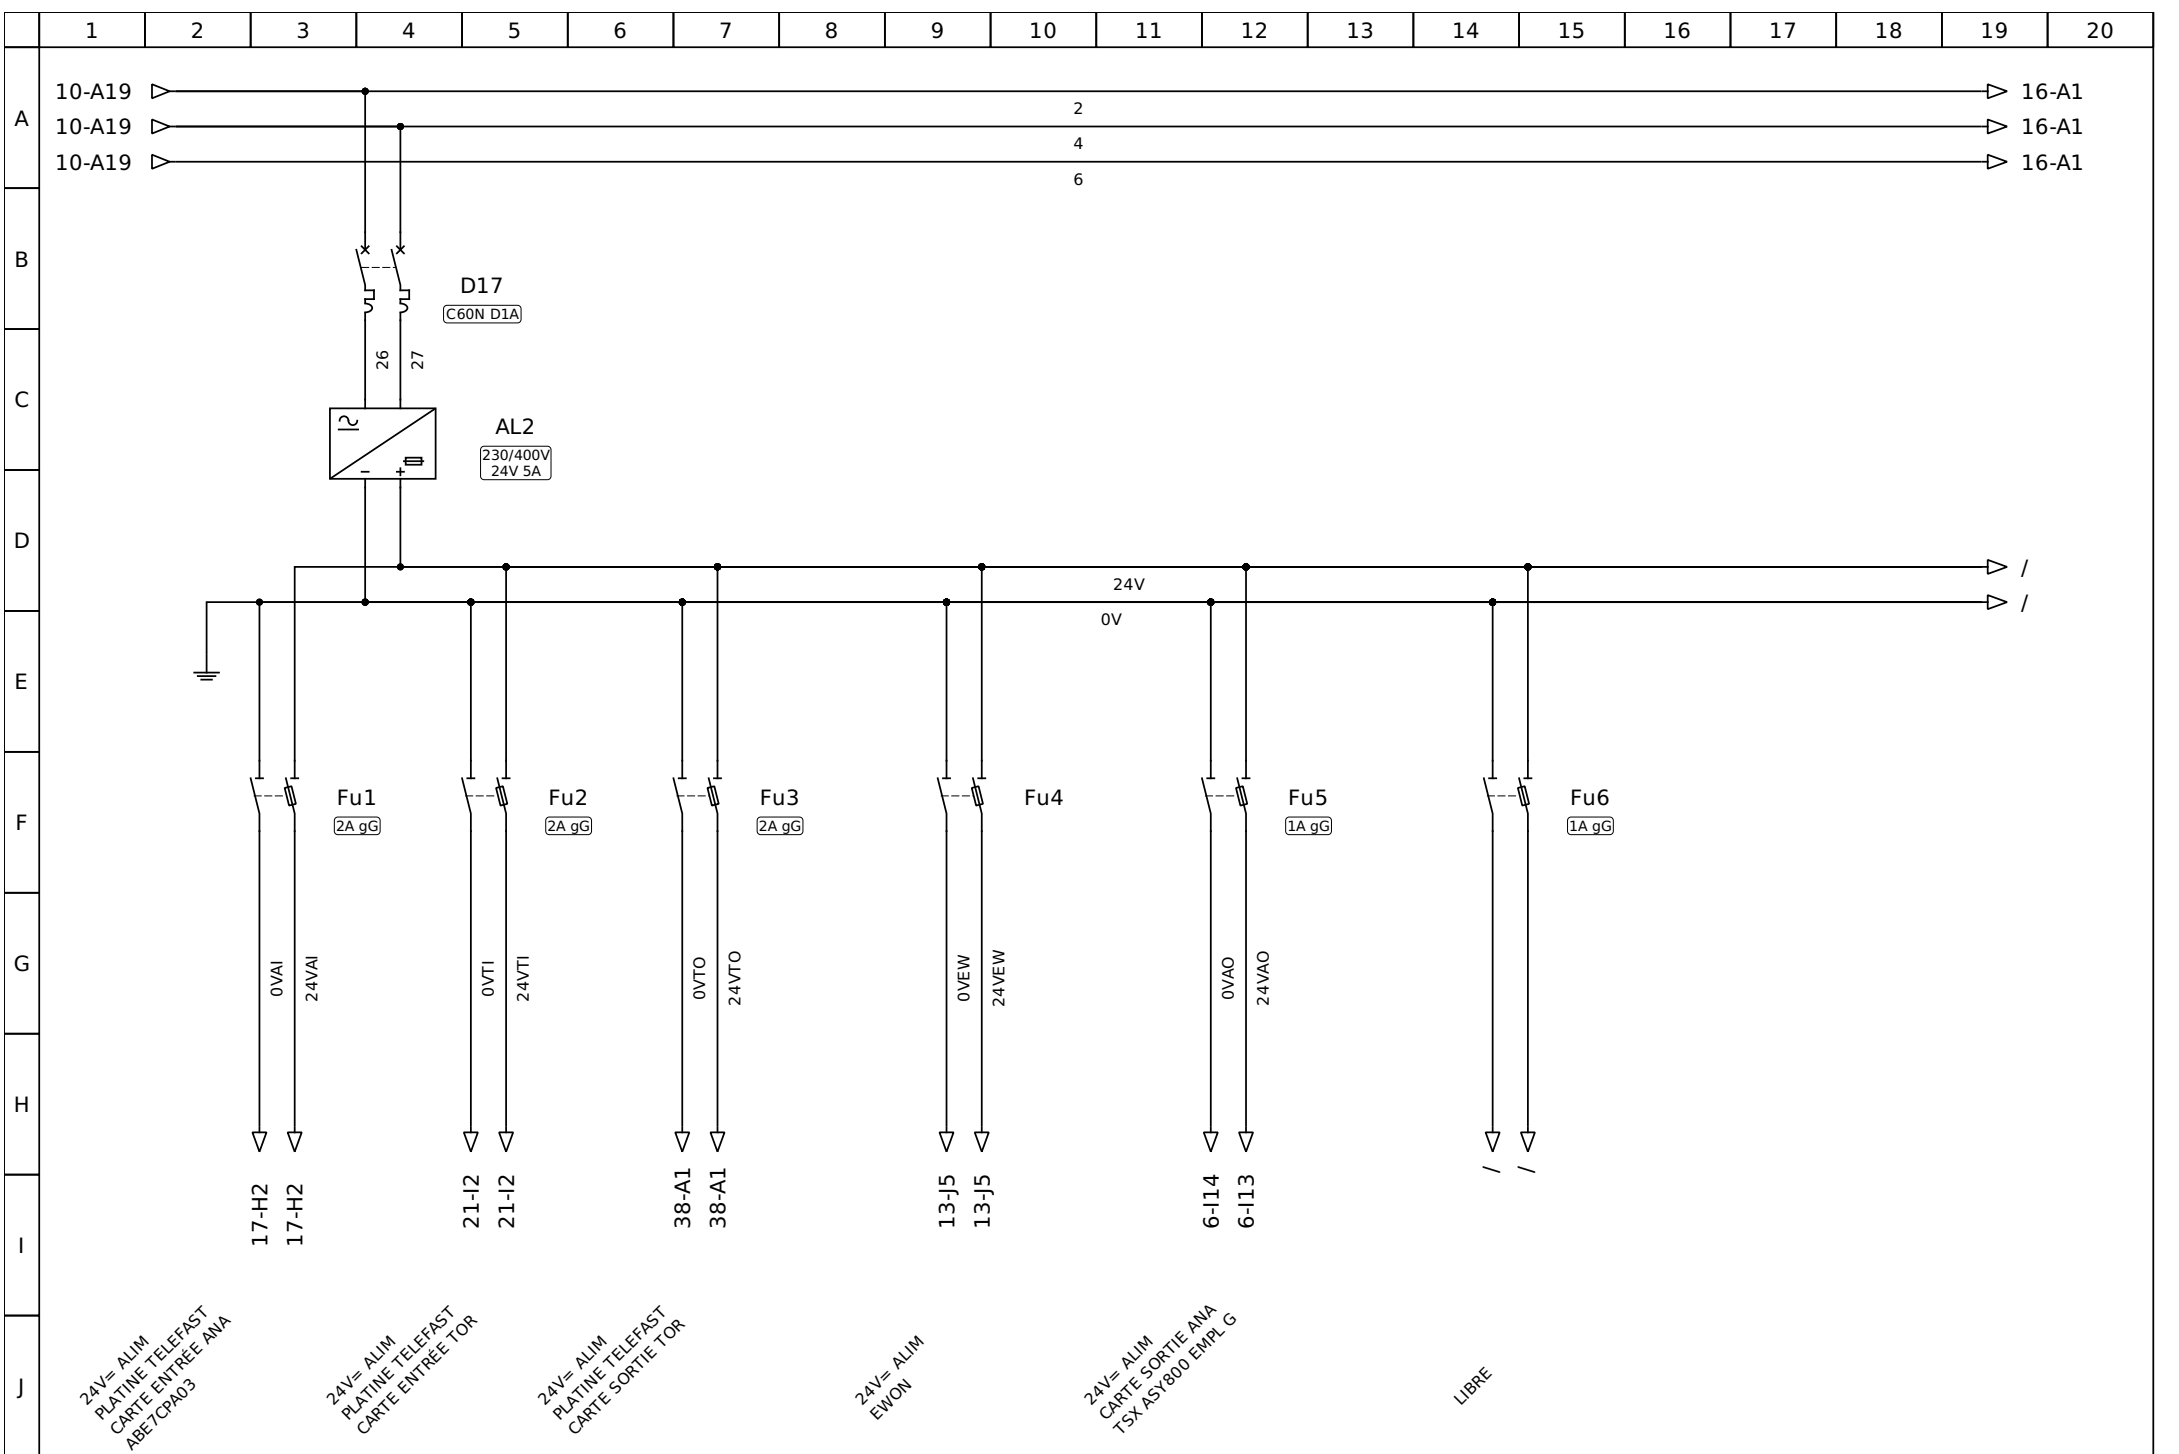 1 2 3 4 5 6 7 8 9 10 11 12 13 14 15 16 17 18 19 20
A
10-A19
2
16-A1
10-A19
4
16-A1
10-A19
6
16-A1
B
D17
C60N D1A
26
27
C
AL2
230/400V
24V 5A
- +
D
24V
/
0V
/
E
F
Fu1
2A gG
Fu2
2A gG
Fu3
2A gG
Fu4
Fu5
1A gG
Fu6
1A gG
G
0VAI
24VAI
0VTI
24VTI
0VTO
24VTO
0VEW
24VEW
0VAO
24VAO
H
17-H2
17-H2
21-I2
21-I2
38-A1
38-A1
13-J5
13-J5
6-I14
6-I13
/
/
I
J
24V= ALIM
PLATINE TELEFAST
CARTE ENTRÉE ANA
ABE7CPA03
24V= ALIM
PLATINE TELEFAST
CARTE ENTRÉE TOR
24V= ALIM
PLATINE TELEFAST
CARTE SORTIE TOR
24V= ALIM
EWON
24V= ALIM
CARTE SORTIE ANA
TSX ASY800 EMPL G
LIBRE